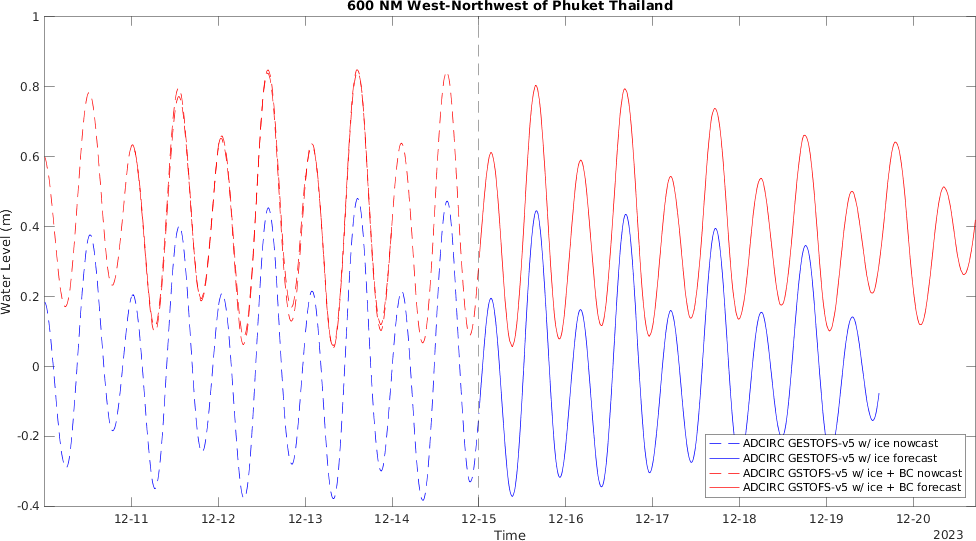 600 NM West-Northwest of Phuket Thailand
1
0.8
0.6
0.4
0.2
0
-0.2
-0.4
Water Level (m)
12-11
12-12
12-13
12-14
12-15
12-16
12-17
12-18
12-19
12-20
Time
2023
ADCIRC GESTOFS-v5 w/ ice nowcast
ADCIRC GESTOFS-v5 w/ ice forecast
ADCIRC GSTOFS-v5 w/ ice + BC nowcast
ADCIRC GSTOFS-v5 w/ ice + BC forecast